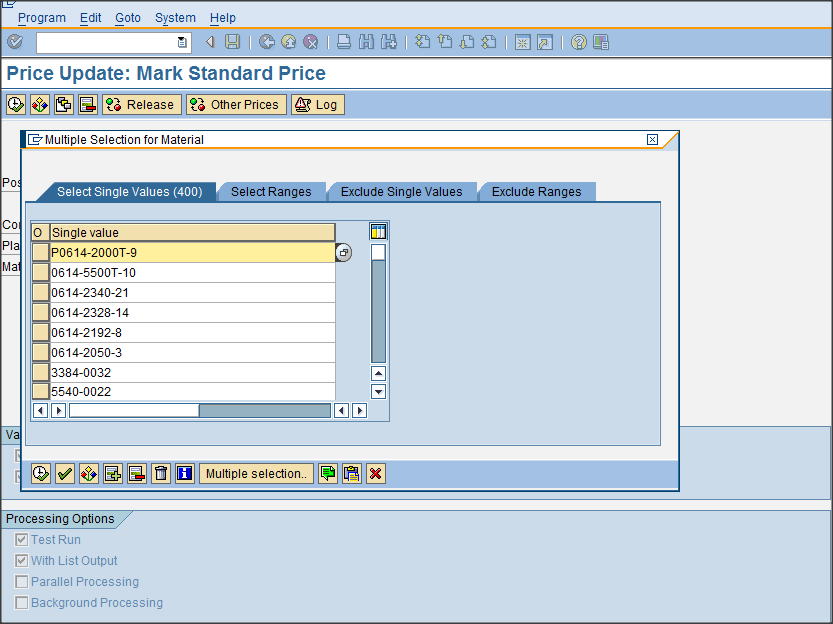 Program Edit Goto System Help
Price Update: Mark Standard Price
Release Other Prices Log
Multiple Selection for Material
Select Single Values (400) Select Ranges Exclude Single Values Exclude Ranges
Pos
Co
Pla
Mat
O Single value
P0614-2000T-9
0614-5500T-10
0614-2340-21
0614-2328-14
0614-2192-8
0614-2050-3
3384-0032
5540-0022
Va
Multiple selection..
Processing Options
Test Run
With List Output
Parallel Processing
Background Processing